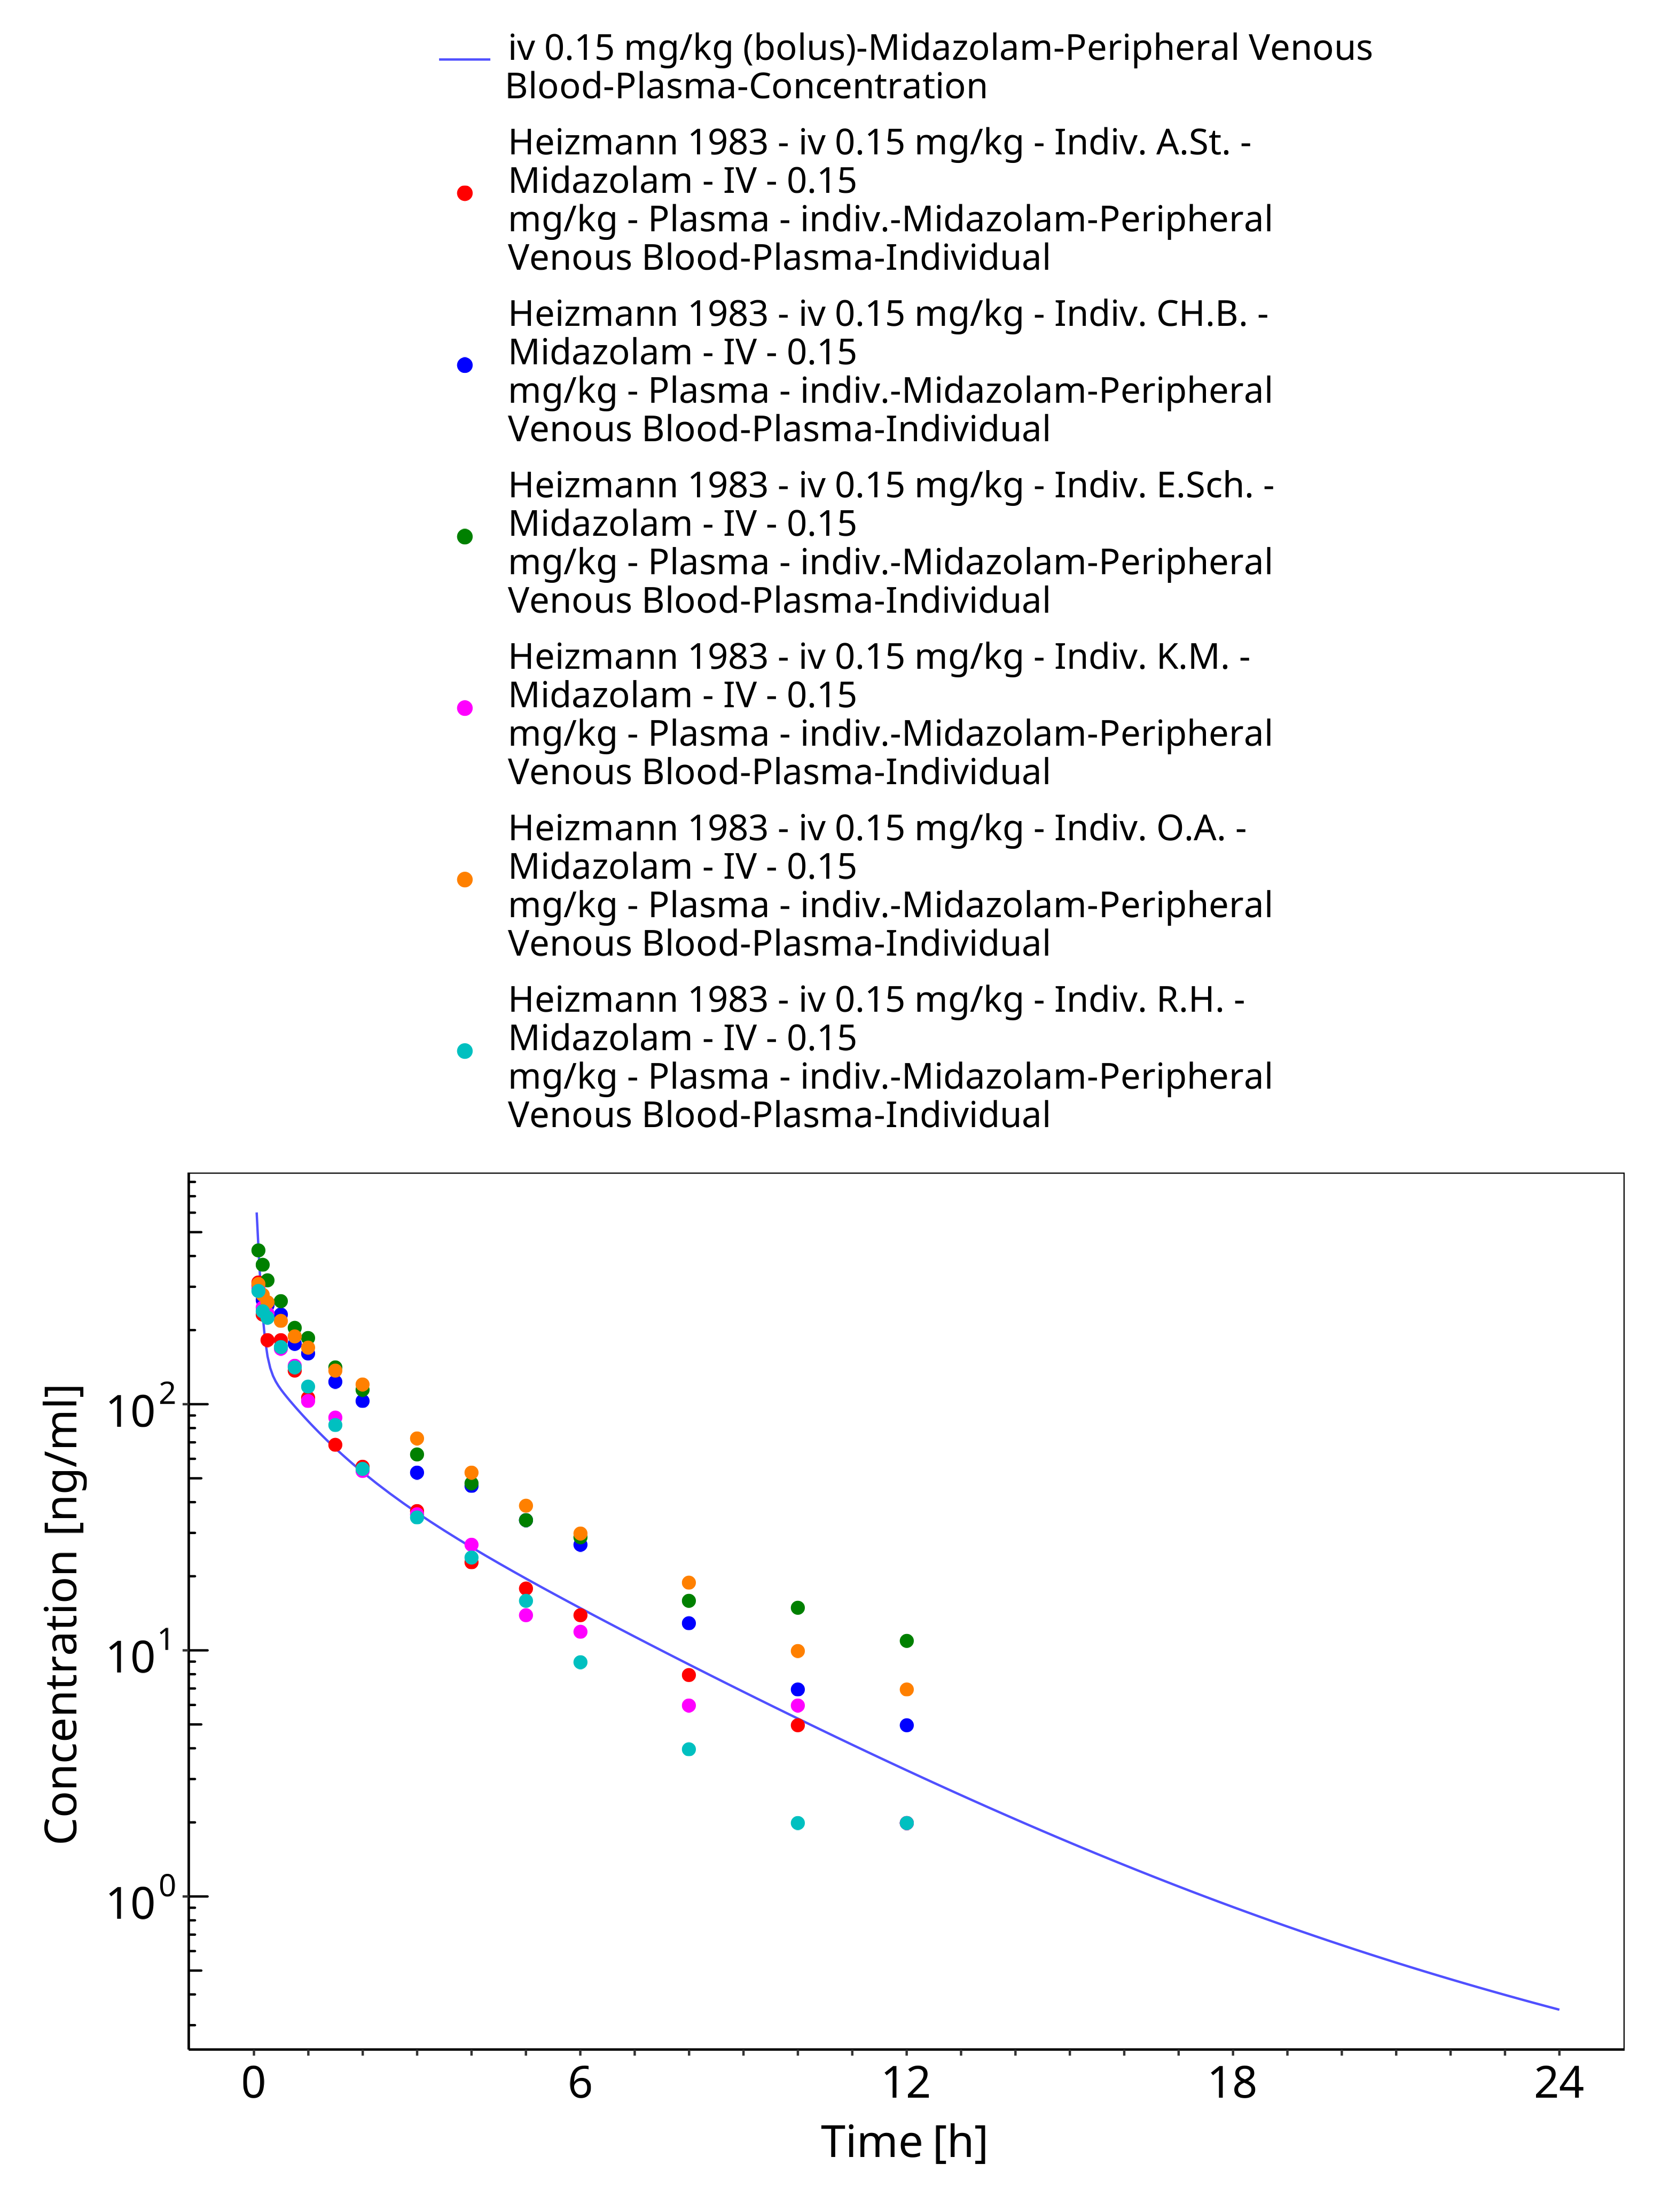 iv 0.15 mg/kg (bolus)-Midazolam-Peripheral Venous
Blood-Plasma-Concentration
Heizmann 1983 - iv 0.15 mg/kg - Indiv. A.St. -
Midazolam - IV - 0.15
mg/kg - Plasma - indiv.-Midazolam-Peripheral
Venous Blood-Plasma-Individual
Heizmann 1983 - iv 0.15 mg/kg - Indiv. CH.B. -
Midazolam - IV - 0.15
mg/kg - Plasma - indiv.-Midazolam-Peripheral
Venous Blood-Plasma-Individual
Heizmann 1983 - iv 0.15 mg/kg - Indiv. E.Sch. -
Midazolam - IV - 0.15
mg/kg - Plasma - indiv.-Midazolam-Peripheral
Venous Blood-Plasma-Individual
Heizmann 1983 - iv 0.15 mg/kg - Indiv. K.M. -
Midazolam - IV - 0.15
mg/kg - Plasma - indiv.-Midazolam-Peripheral
Venous Blood-Plasma-Individual
Heizmann 1983 - iv 0.15 mg/kg - Indiv. O.A. -
Midazolam - IV - 0.15
mg/kg - Plasma - indiv.-Midazolam-Peripheral
Venous Blood-Plasma-Individual
Heizmann 1983 - iv 0.15 mg/kg - Indiv. R.H. -
Midazolam - IV - 0.15
mg/kg - Plasma - indiv.-Midazolam-Peripheral
Venous Blood-Plasma-Individual
Concentration [ng/ml]
10²
10¹
10⁰
0 6 12 18 24
Time [h]